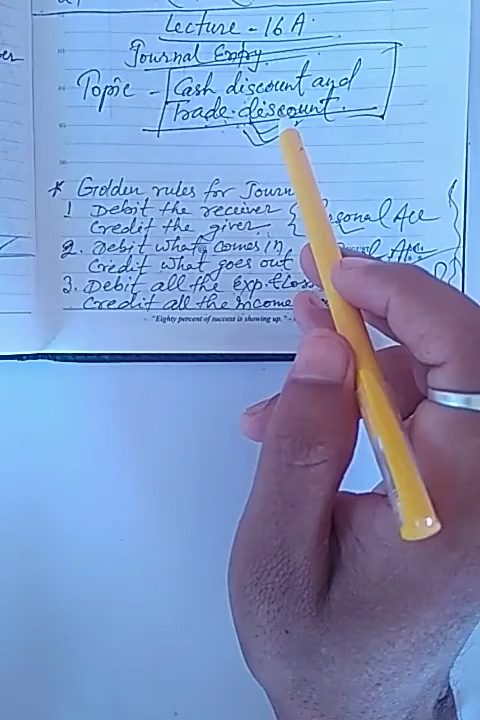 Lecture - 16 A.
Journal Entry.
Topic - Cash discount and
Trade discount.
* Golden rules for Journ
1. Debit the receiver
Credit the giver. Personal A/c
2. Debit what comes in
Credit what goes out
3. Debit all the exp & Loss
Credit all the income
"Eighty percent of success is showing up." -